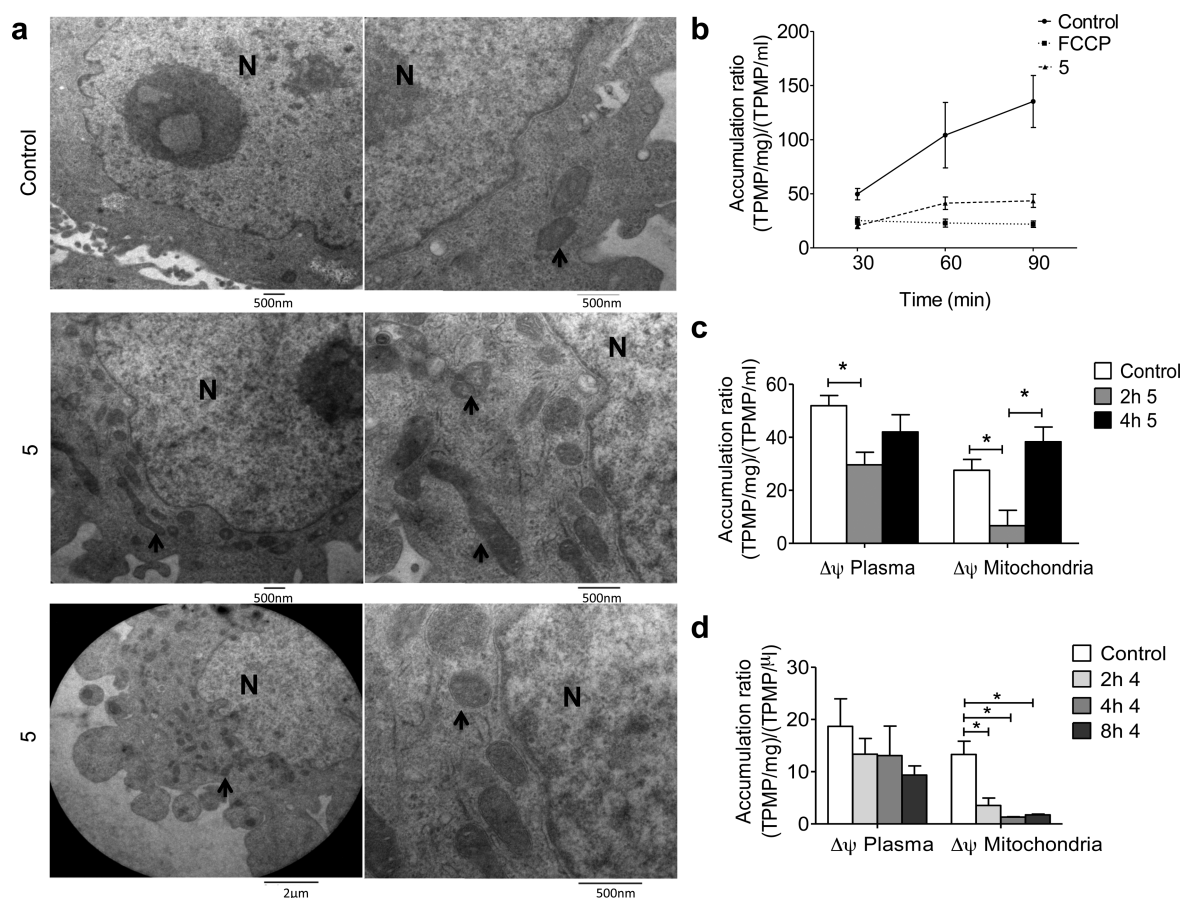 a
Control
N
N
500nm
500nm
5
N
N
500nm
500nm
5
N
N
2μm
500nm
b
Accumulation ratio
(TPMP/mg)/(TPMP/ml)
200
150
100
50
0
30 60 90
Time (min)
Control
FCCP
5
c
Accumulation ratio
(TPMP/mg)/(TPMP/ml)
60
40
20
0
*
*
*
Δψ Plasma Δψ Mitochondria
Control
2h 5
4h 5
d
Accumulation ratio
(TPMP/mg)/(TPMP/µl)
30
20
10
0
*
*
*
Δψ Plasma Δψ Mitochondria
Control
2h 4
4h 4
8h 4